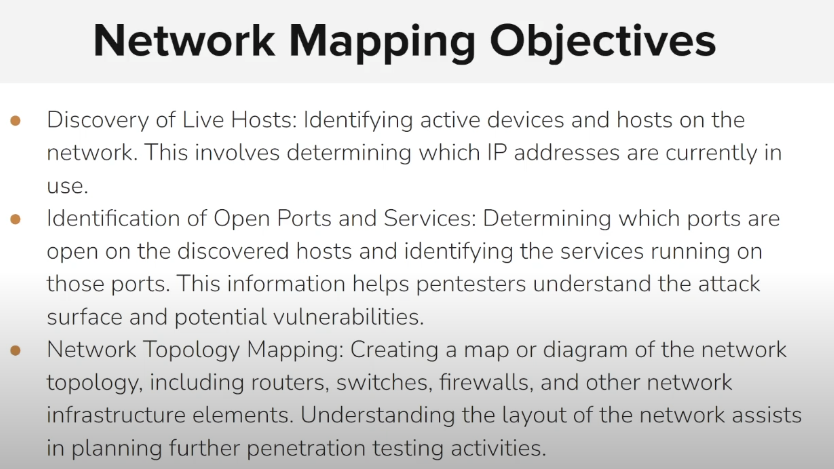 Network Mapping Objectives
● Discovery of Live Hosts: Identifying active devices and hosts on the
network. This involves determining which IP addresses are currently in
use.
● Identification of Open Ports and Services: Determining which ports are
open on the discovered hosts and identifying the services running on
those ports. This information helps pentesters understand the attack
surface and potential vulnerabilities.
● Network Topology Mapping: Creating a map or diagram of the network
topology, including routers, switches, firewalls, and other network
infrastructure elements. Understanding the layout of the network assists
in planning further penetration testing activities.